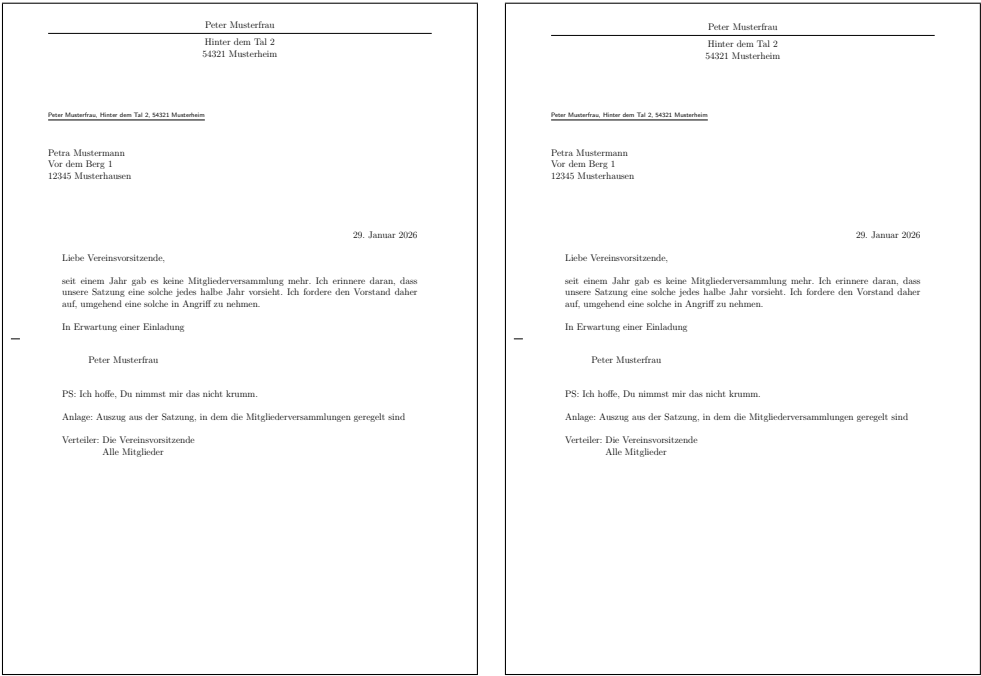 Peter Musterfrau
Hinter dem Tal 2
54321 Musterheim
Peter Musterfrau, Hinter dem Tal 2, 54321 Musterheim
Petra Mustermann
Vor dem Berg 1
12345 Musterhausen
29. Januar 2026
Liebe Vereinsvorsitzende,
seit einem Jahr gab es keine Mitgliederversammlung mehr. Ich erinnere daran, dass
unsere Satzung eine solche jedes halbe Jahr vorsieht. Ich fordere den Vorstand daher
auf, umgehend eine solche in Angriff zu nehmen.
In Erwartung einer Einladung
Peter Musterfrau
PS: Ich hoffe, Du nimmst mir das nicht krumm.
Anlage: Auszug aus der Satzung, in dem die Mitgliederversammlungen geregelt sind
Verteiler: Die Vereinsvorsitzende
Alle Mitglieder
Peter Musterfrau
Hinter dem Tal 2
54321 Musterheim
Peter Musterfrau, Hinter dem Tal 2, 54321 Musterheim
Petra Mustermann
Vor dem Berg 1
12345 Musterhausen
29. Januar 2026
Liebe Vereinsvorsitzende,
seit einem Jahr gab es keine Mitgliederversammlung mehr. Ich erinnere daran, dass
unsere Satzung eine solche jedes halbe Jahr vorsieht. Ich fordere den Vorstand daher
auf, umgehend eine solche in Angriff zu nehmen.
In Erwartung einer Einladung
Peter Musterfrau
PS: Ich hoffe, Du nimmst mir das nicht krumm.
Anlage: Auszug aus der Satzung, in dem die Mitgliederversammlungen geregelt sind
Verteiler: Die Vereinsvorsitzende
Alle Mitglieder